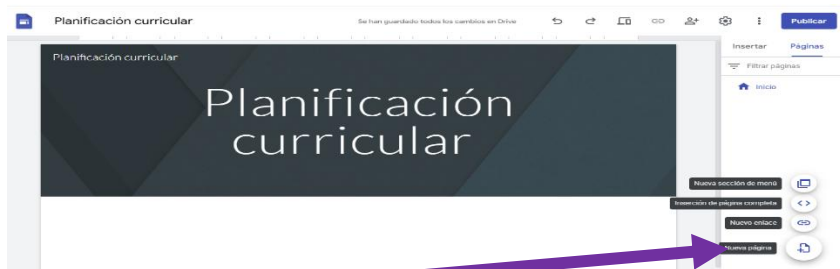 Planificación curricular
Se han guardado todos los cambios en Drive
Publicar
Insertar
Páginas
Planificación curricular
Filtrar páginas
Inicio
Planificación
curricular
Nueva sección de menú
Inserción de página completa
Nuevo enlace
Nueva página